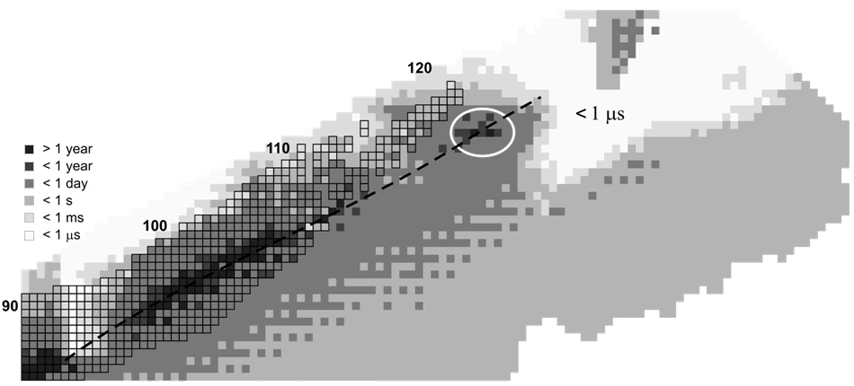 120
< 1 μs
110
> 1 year
< 1 year
< 1 day
< 1 s
< 1 ms
< 1 μs
100
90